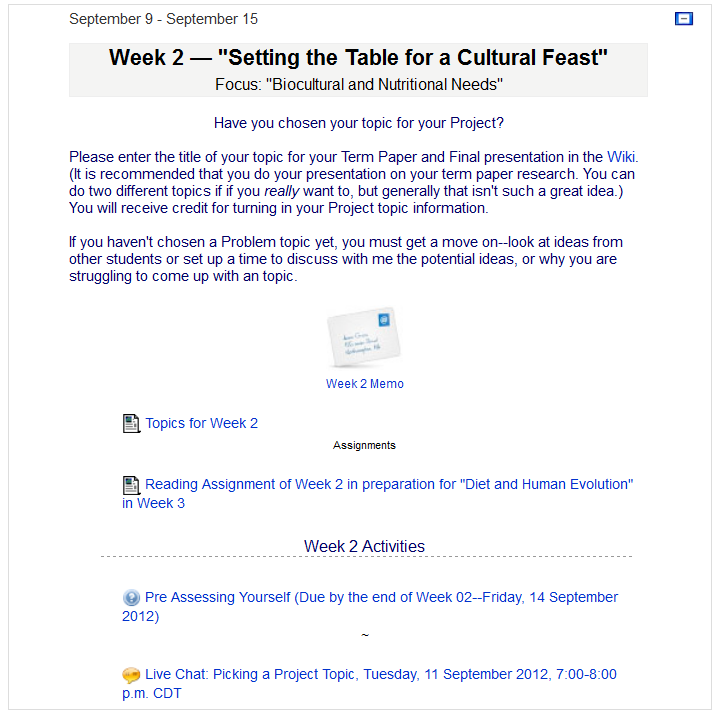 September 9 - September 15
Week 2 — "Setting the Table for a Cultural Feast"
Focus: "Biocultural and Nutritional Needs"
Have you chosen your topic for your Project?
Please enter the title of your topic for your Term Paper and Final presentation in the Wiki.
(It is recommended that you do your presentation on your term paper research. You can
do two different topics if if you really want to, but generally that isn't such a great idea.)
You will receive credit for turning in your Project topic information.
If you haven't chosen a Problem topic yet, you must get a move on--look at ideas from
other students or set up a time to discuss with me the potential ideas, or why you are
struggling to come up with an topic.
Week 2 Memo
Topics for Week 2
Assignments
Reading Assignment of Week 2 in preparation for "Diet and Human Evolution"
in Week 3
Week 2 Activities
Pre Assessing Yourself (Due by the end of Week 02--Friday, 14 September
2012)
~
Live Chat: Picking a Project Topic, Tuesday, 11 September 2012, 7:00-8:00
p.m. CDT